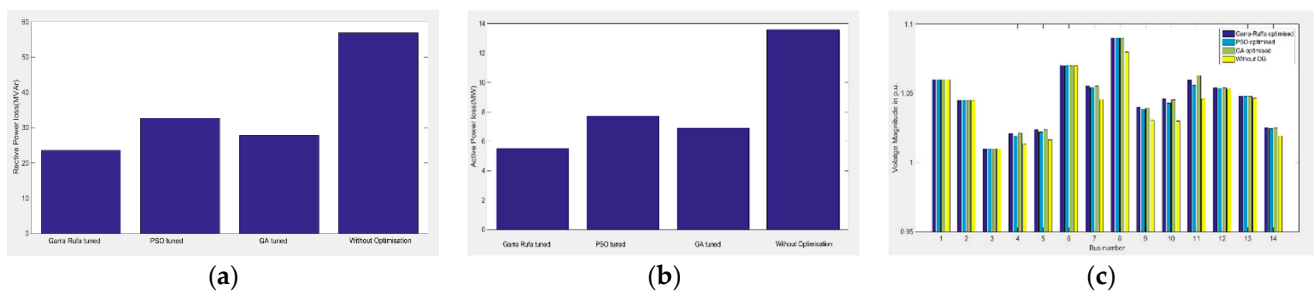 60
50
40
30
20
10
0
Rective Power loss(MVAr)
Garra Rufa tuned PSO tuned GA tuned Without Optimisation
(a)
14
12
10
8
6
4
2
0
Active Power loss(MW)
Garra Rufa tuned PSO tuned GA tuned Without Optimisation
(b)
1.1
1.05
1
0.95
Volatge Magnitude in p.u.
Garra-Ruffa optimised
PSO optimised
GA optimised
Without DG
1 2 3 4 5 6 7 8 9 10 11 12 13 14
Bus number
(c)